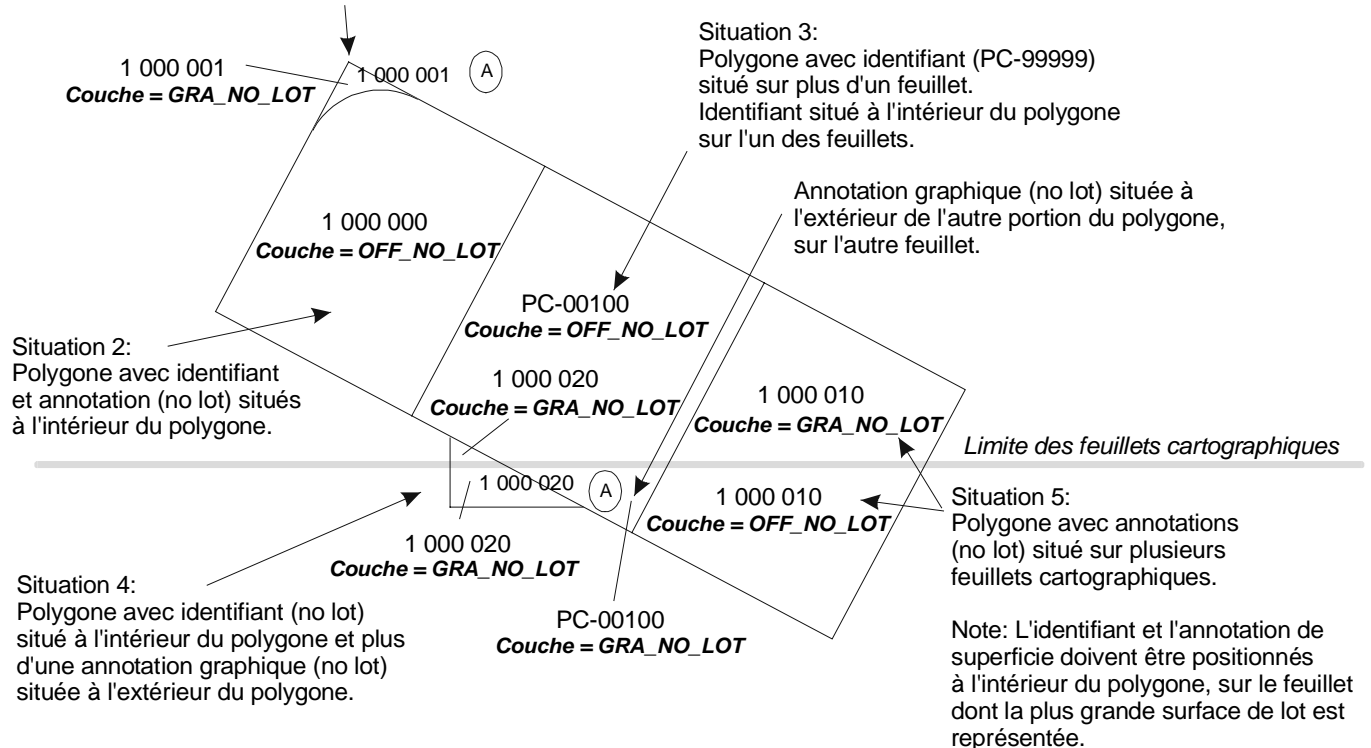 1 000 001
Couche = GRA_NO_LOT
1 000 001
A
Situation 3:
Polygone avec identifiant (PC-99999)
situé sur plus d'un feuillet.
Identifiant situé à l'intérieur du polygone
sur l'un des feuillets.
Annotation graphique (no lot) située à
l'extérieur de l'autre portion du polygone,
sur l'autre feuillet.
1 000 000
Couche = OFF_NO_LOT
PC-00100
Couche = OFF_NO_LOT
Situation 2:
Polygone avec identifiant
et annotation (no lot) situés
à l'intérieur du polygone.
1 000 020
Couche = GRA_NO_LOT
1 000 010
Couche = GRA_NO_LOT
Limite des feuillets cartographiques
1 000 020
A
1 000 010
Couche = OFF_NO_LOT
1 000 020
Couche = GRA_NO_LOT
PC-00100
Couche = GRA_NO_LOT
Situation 4:
Polygone avec identifiant (no lot)
situé à l'intérieur du polygone et plus
d'une annotation graphique (no lot)
située à l'extérieur du polygone.
Situation 5:
Polygone avec annotations
(no lot) situé sur plusieurs
feuillets cartographiques.
Note: L'identifiant et l'annotation de
superficie doivent être positionnés
à l'intérieur du polygone, sur le feuillet
dont la plus grande surface de lot est
représentée.